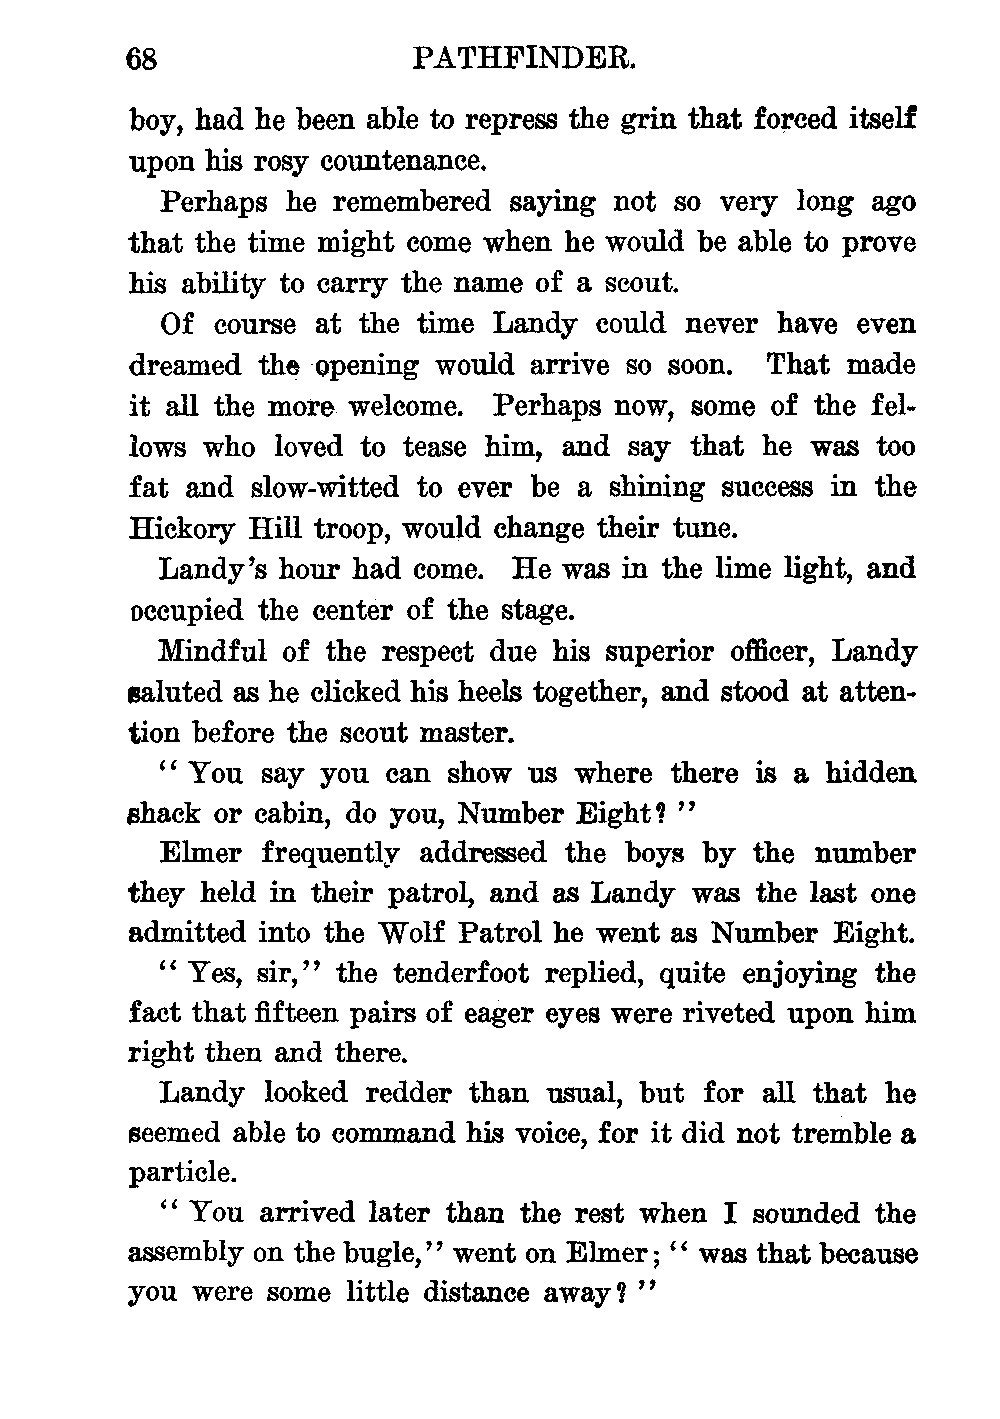 68 PATHFINDER.
boy, had he been able to repress the grin that forced itself
upon his rosy countenance.
Perhaps he remembered saying not so very long ago
that the time might come when he would be able to prove
his ability to carry the name of a scout.
Of course at the time Landy could never have even
dreamed the opening would arrive so soon. That made
it all the more welcome. Perhaps now, some of the fel-
lows who loved to tease him, and say that he was too
fat and slow-witted to ever be a shining success in the
Hickory Hill troop, would change their tune.
Landy's hour had come. He was in the lime light, and
occupied the center of the stage.
Mindful of the respect due his superior officer, Landy
saluted as he clicked his heels together, and stood at atten-
tion before the scout master.
“ You say you can show us where there is a hidden
shack or cabin, do you, Number Eight? ”
Elmer frequently addressed the boys by the number
they held in their patrol, and as Landy was the last one
admitted into the Wolf Patrol he went as Number Eight.
“ Yes, sir,” the tenderfoot replied, quite enjoying the
fact that fifteen pairs of eager eyes were riveted upon him
right then and there.
Landy looked redder than usual, but for all that he
seemed able to command his voice, for it did not tremble a
particle.
“ You arrived later than the rest when I sounded the
assembly on the bugle,” went on Elmer; “ was that because
you were some little distance away? ”